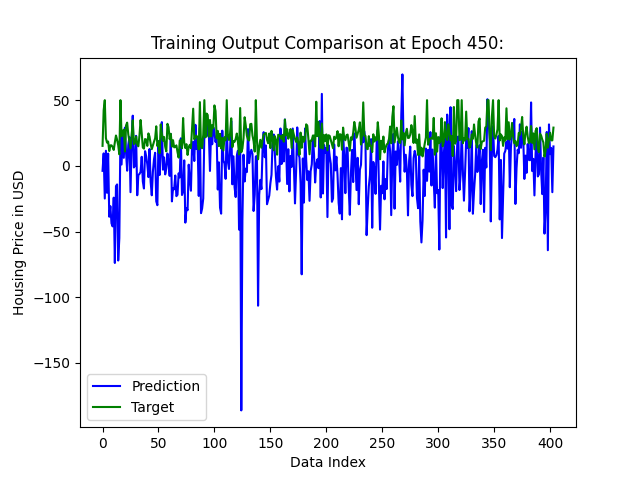 Training Output Comparison at Epoch 450:
Housing Price in USD
50
0
−50
−100
−150
Prediction
Target
0 50 100 150 200 250 300 350 400
Data Index